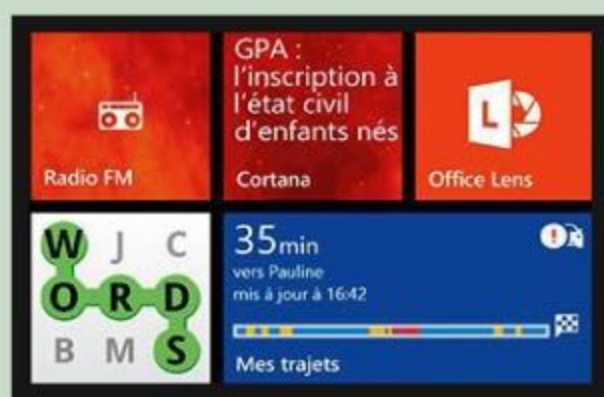 Radio FM
GPA :
l'inscription à
l'état civil
d'enfants nés
Cortana
L
Office Lens
W J C
O R D
B M S
35min
vers Pauline
mis à jour à 16:42
Mes trajets